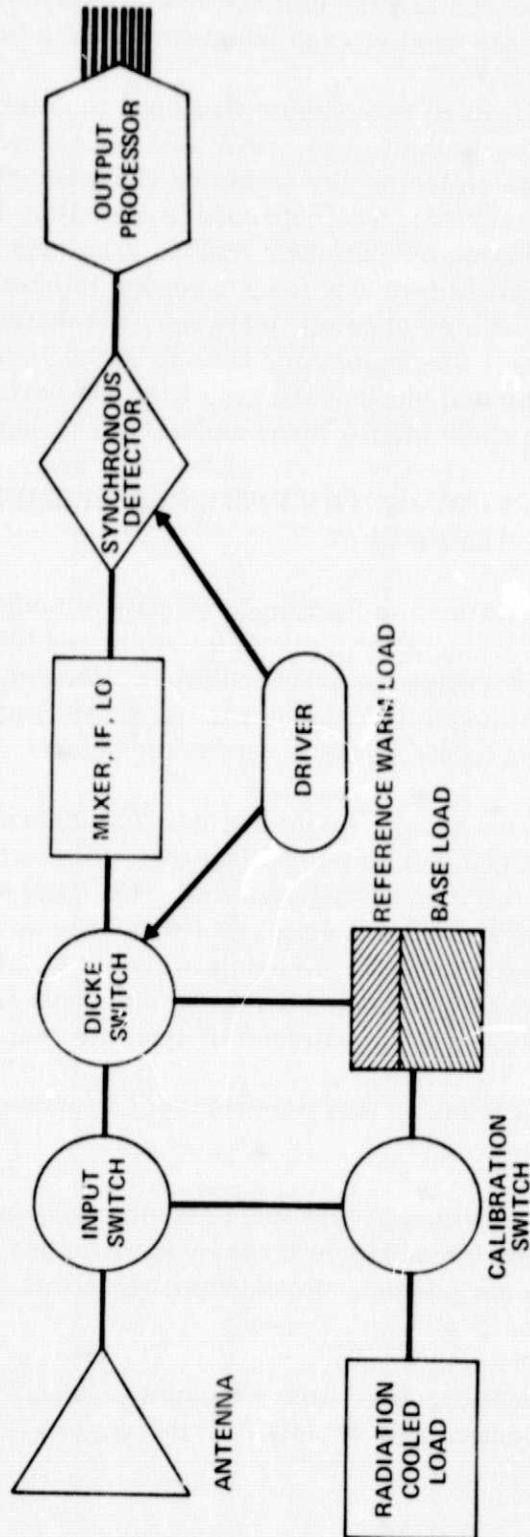 ANTENNA
INPUT
SWITCH
DICKE
SWITCH
MIXER, IF, LO
SYNCHRONOUS
DETECTOR
OUTPUT
PROCESSOR
DRIVER
REFERENCE WARM LOAD
BASE LOAD
CALIBRATION
SWITCH
RADIATION
COOLED
LOAD